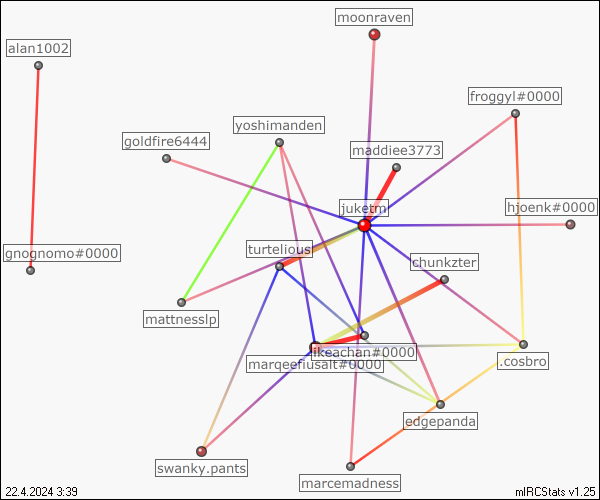 moonraven
alan1002
froggyl#0000
yoshimanden
goldfire6444
maddiee3773
juketm
hjoenk#0000
gnognomo#0000
turtelious
chunkzter
mattnesslp
ikeachan#0000
marqeefiusalt#0000
.cosbro
edgepanda
swanky.pants
marcemadness
22.4.2024 3:39
mIRCStats v1.25